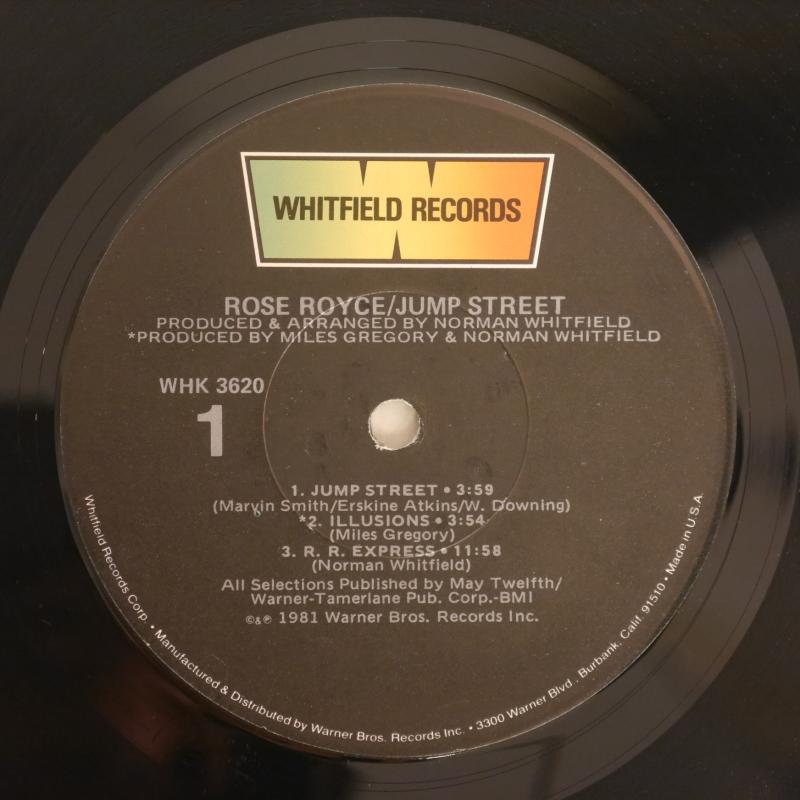 WHITFIELD RECORDS
ROSE ROYCE/JUMP STREET
PRODUCED & ARRANGED BY NORMAN WHITFIELD
*PRODUCED BY MILES GREGORY & NORMAN WHITFIELD
WHK 3620
1
1. JUMP STREET • 3:59
(Marvin Smith/Erskine Atkins/W. Downing)
*2. ILLUSIONS • 3:54
(Miles Gregory)
3. R. R. EXPRESS • 11:58
(Norman Whitfield)
All Selections Published by May Twelfth/
Warner-Tamerlane Pub. Corp.-BMI
©&℗ 1981 Warner Bros. Records Inc.
Whitfield Records Corp. • Manufactured & Distributed by Warner Bros. Records Inc. • 3300 Warner Blvd., Burbank, Calif. 91510 • Made in U.S.A.